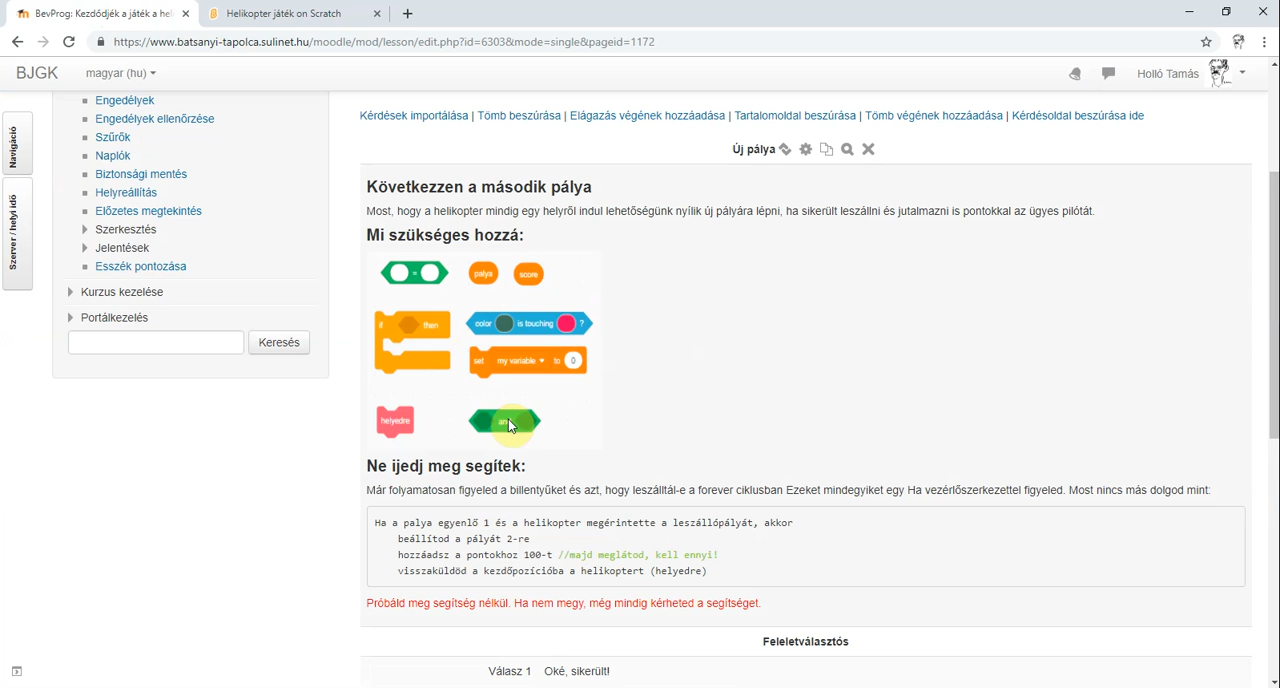 BevProg: Kezdődjék a játék a hel
Helikopter játék on Scratch
https://www.batsanyi-tapolca.sulinet.hu/moodle/mod/lesson/edit.php?id=6303&mode=single&pageid=1172
BJGK
magyar (hu)
Holló Tamás
Navigáció
Szerver / helyi idő
Engedélyek
Engedélyek ellenőrzése
Szűrők
Naplók
Biztonsági mentés
Helyreállítás
Előzetes megtekintés
Szerkesztés
Jelentések
Esszék pontozása
Kurzus kezelése
Portálkezelés
Keresés
Kérdések importálása | Tömb beszúrása | Elágazás végének hozzáadása | Tartalomoldal beszúrása | Tömb végének hozzáadása | Kérdésoldal beszúrása ide
Új pálya
Következzen a második pálya
Most, hogy a helikopter mindig egy helyről indul lehetőségünk nyílik új pályára lépni, ha sikerült leszállni és jutalmazni is pontokkal az ügyes pilótát.
Mi szükséges hozzá:
= palya score
if then
color is touching ?
set my variable to 0
helyedre
and
Ne ijedj meg segítek:
Már folyamatosan figyeled a billentyűket és azt, hogy leszálltál-e a forever ciklusban Ezeket mindegyiket egy Ha vezérlőszerkezettel figyeled. Most nincs más dolgod mint:
Ha a palya egyenlő 1 és a helikopter megérintette a leszállópályát, akkor
beállítod a pályát 2-re
hozzáadsz a pontokhoz 100-t //majd meglátod, kell ennyi!
visszaküldöd a kezdőpozícióba a helikoptert (helyedre)
Próbáld meg segítség nélkül. Ha nem megy, még mindig kérheted a segítséget.
Feleletválasztós
Válasz 1 Oké, sikerült!